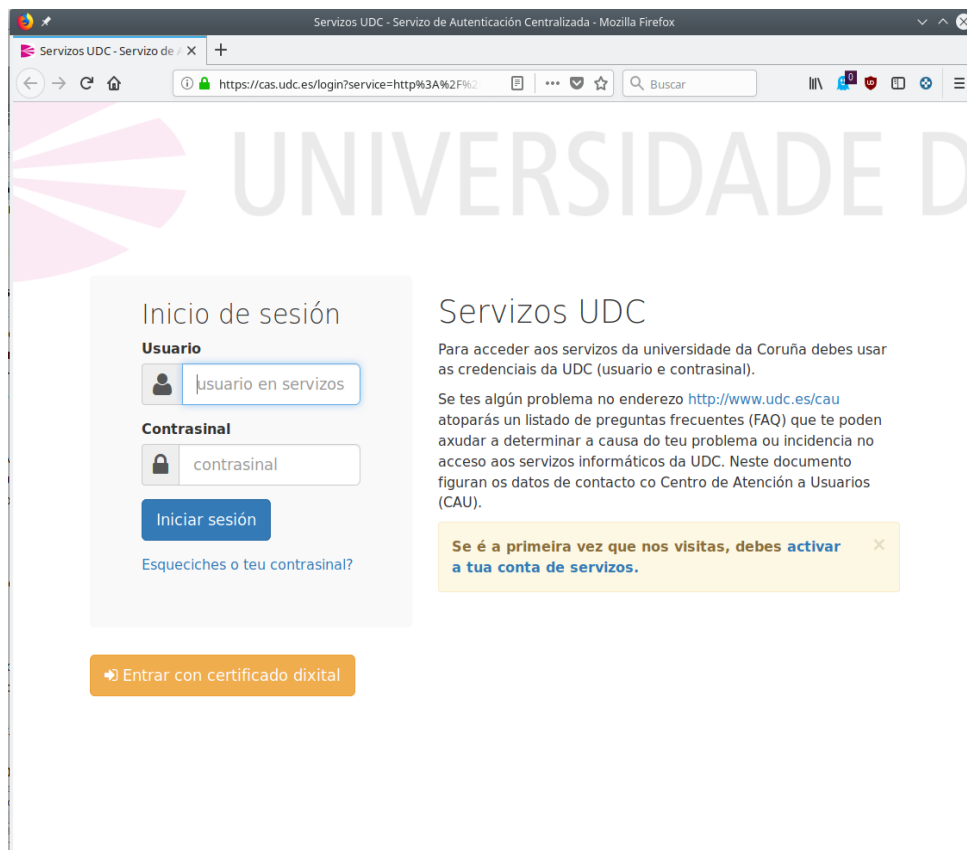 Servizos UDC - Servizo de Autenticación Centralizada - Mozilla Firefox
Servizos UDC - Servizo de
https://cas.udc.es/login?service=http%3A%2F%2
Buscar
0
UNIVERSIDADE D
Inicio de sesión
Usuario
usuario en servizos
Contrasinal
contrasinal
Iniciar sesión
Esqueciches o teu contrasinal?
Entrar con certificado dixital
Servizos UDC
Para acceder aos servizos da universidade da Coruña debes usar
as credenciais da UDC (usuario e contrasinal).
Se tes algún problema no enderezo http://www.udc.es/cau
atoparás un listado de preguntas frecuentes (FAQ) que te poden
axudar a determinar a causa do teu problema ou incidencia no
acceso aos servizos informáticos da UDC. Neste documento
figuran os datos de contacto co Centro de Atención a Usuarios
(CAU).
Se é a primeira vez que nos visitas, debes activar
a tua conta de servizos.